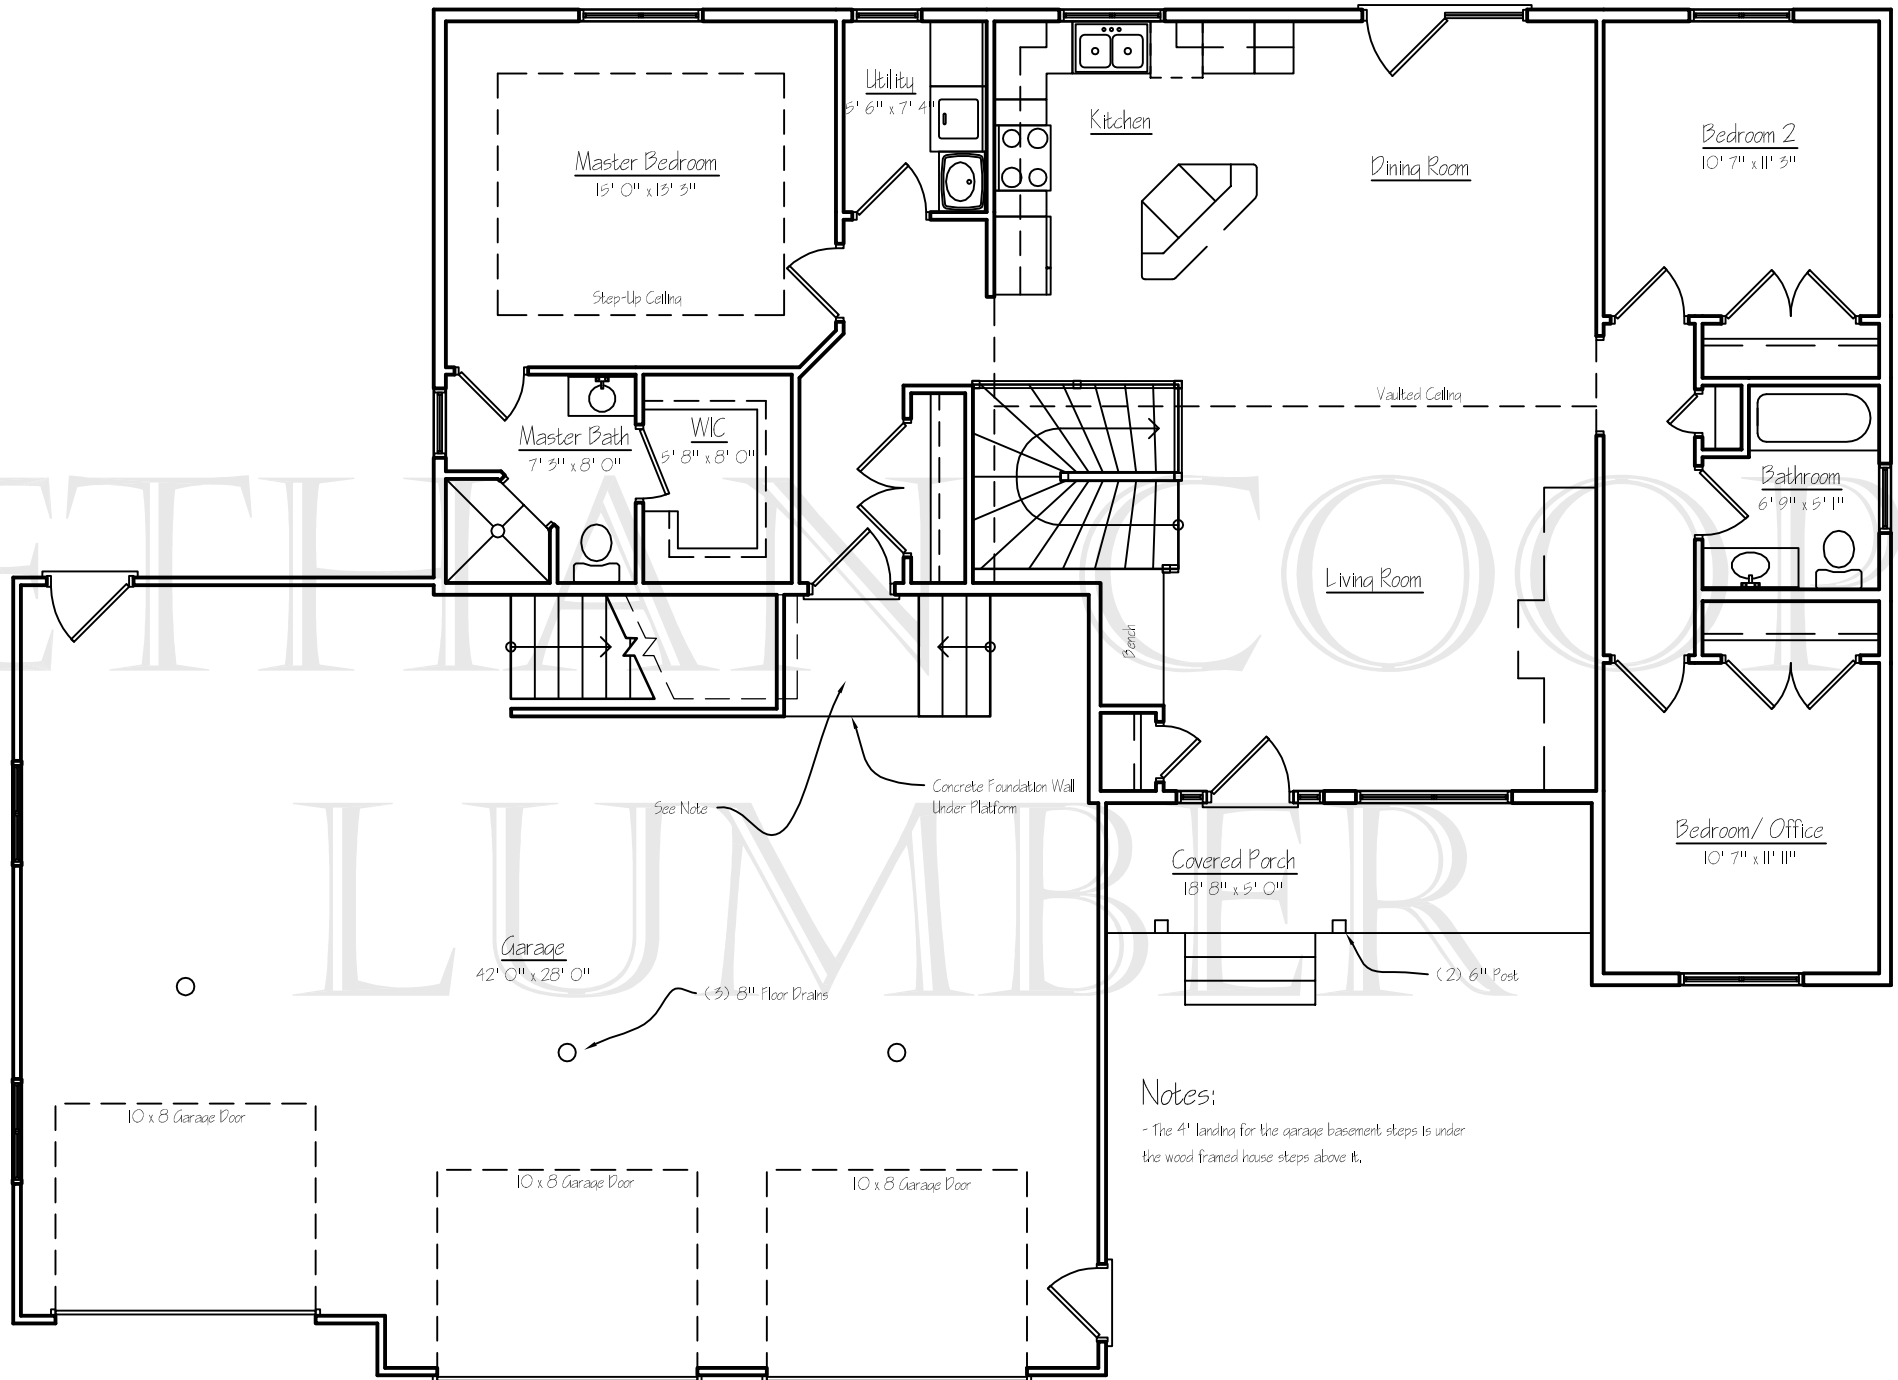 Utility
5' 6" x 7' 4"
Kitchen
Master Bedroom
15' 0" x 13' 3"
Dining Room
Bedroom 2
10' 7" x 11' 3"
Step-Up Ceiling
Vaulted Ceiling
Master Bath
7' 3" x 8' 0"
WIC
5' 8" x 8' 0"
Bathroom
6' 9" x 5' 1"
ETHAN COOP
Living Room
Bench
See Note
Concrete Foundation Wall
Under Platform
LUMBER
Covered Porch
18' 8" x 5' 0"
Bedroom/ Office
10' 7" x 11' 11"
Garage
42' 0" x 28' 0"
(3) 8" Floor Drains
(2) 6" Post
10 x 8 Garage Door
10 x 8 Garage Door
10 x 8 Garage Door
Notes:
- The 4' landing for the garage basement steps is under
the wood framed house steps above it.